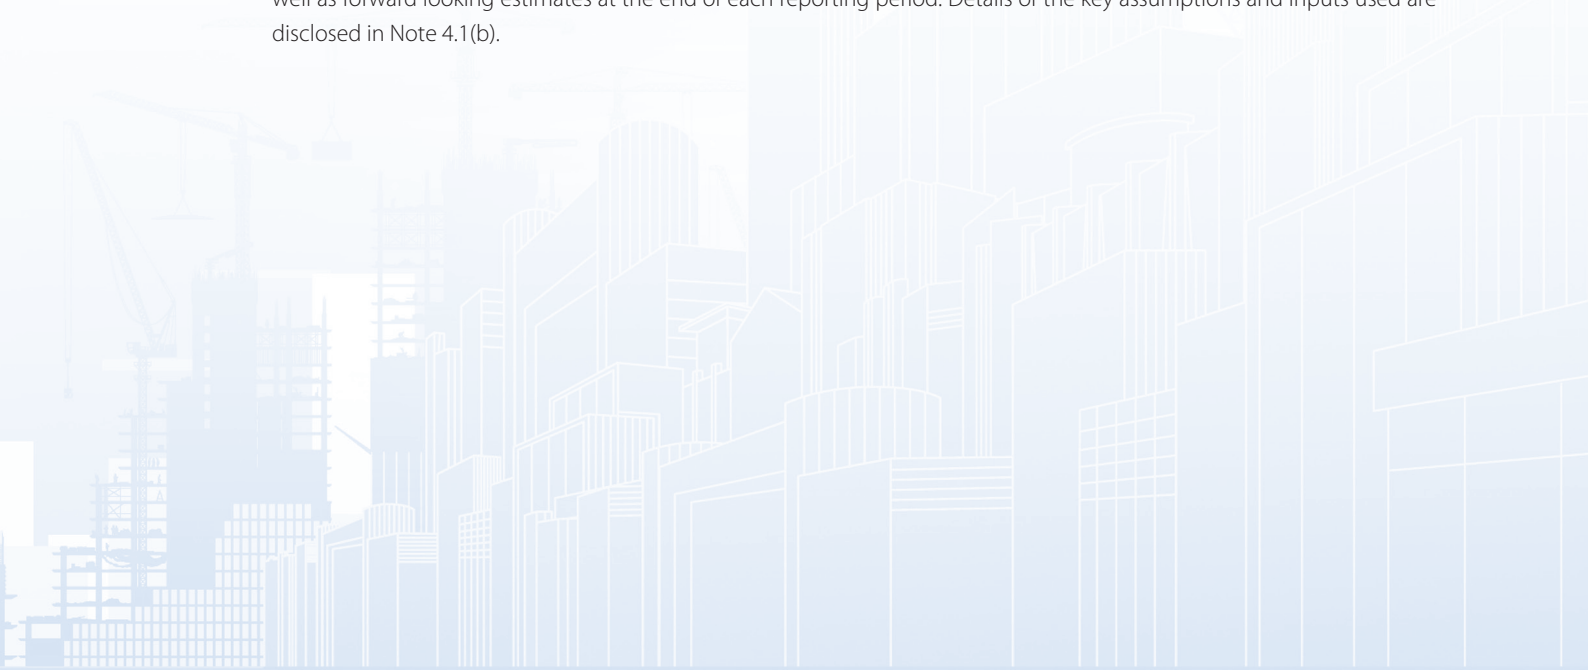 well as forward looking estimates at the end of each reporting period. Details of the key assumptions and inputs used are
disclosed in Note 4.1(b).